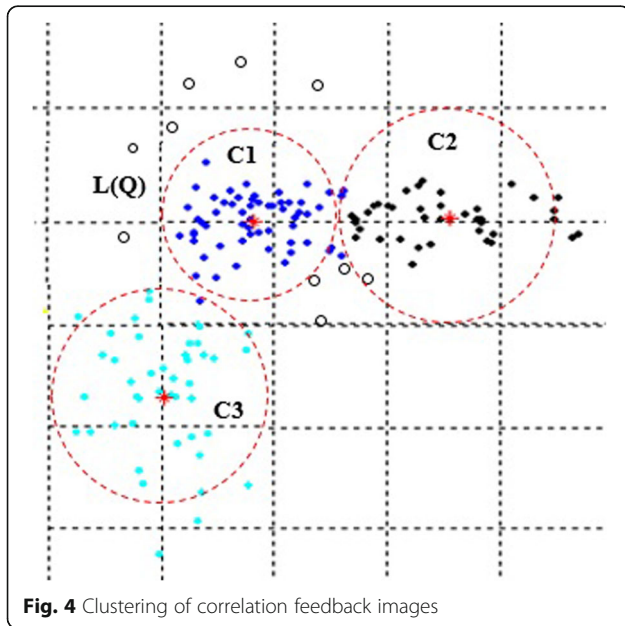 C1
C2
L(Q)
C3
Fig. 4 Clustering of correlation feedback images